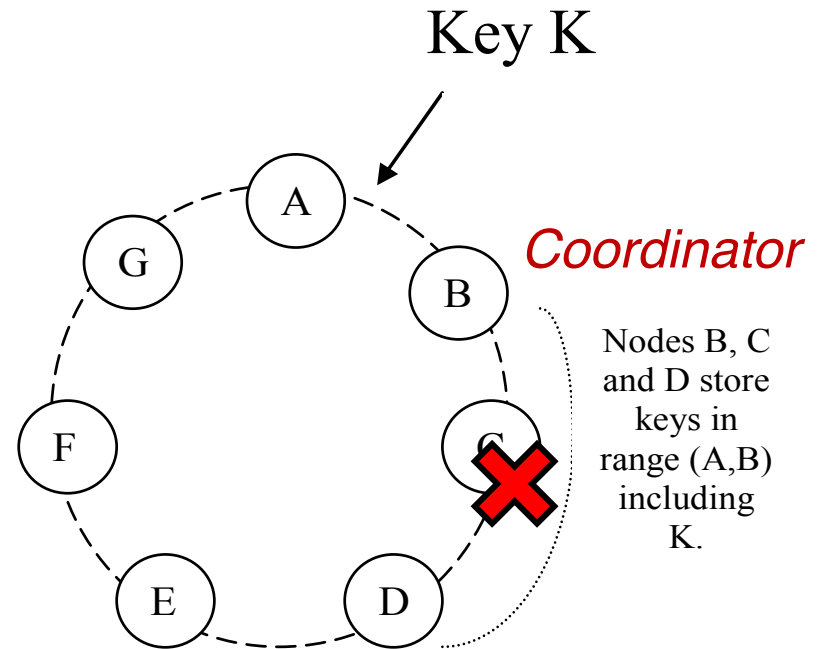 Key K
A
G
B
Coordinator
Nodes B, C
and D store
keys in
range (A,B)
including
K.
F
C
E
D